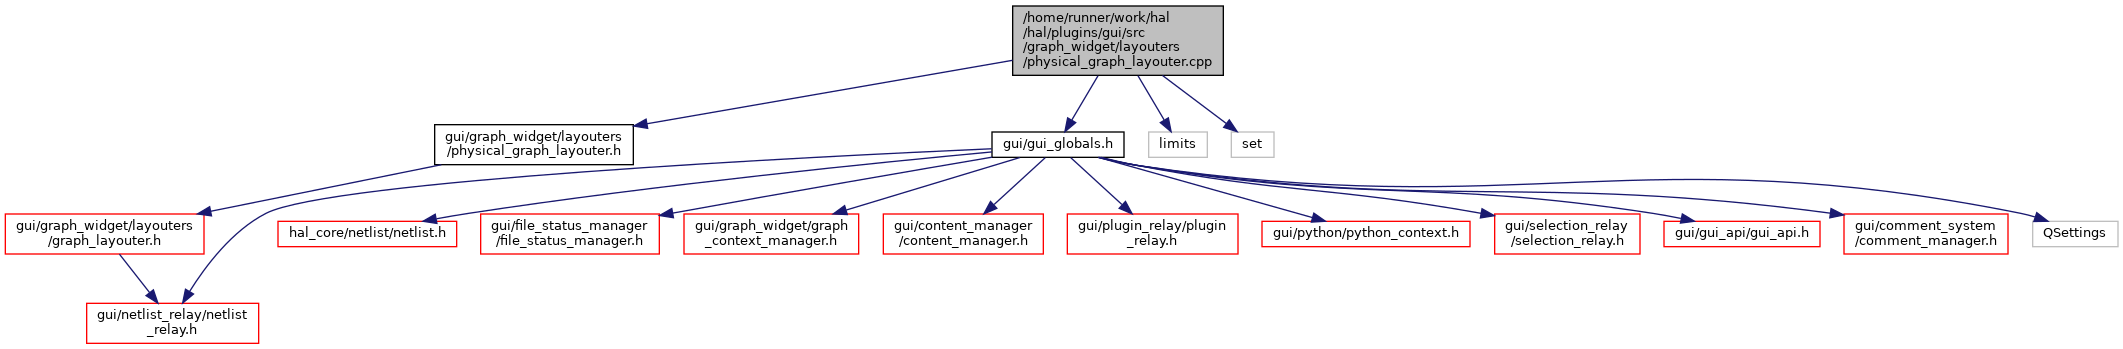 /home/runner/work/hal
/hal/plugins/gui/src
/graph_widget/layouters
/physical_graph_layouter.cpp
gui/graph_widget/layouters
/physical_graph_layouter.h
gui/gui_globals.h
limits
set
gui/graph_widget/layouters
/graph_layouter.h
hal_core/netlist/netlist.h
gui/file_status_manager
/file_status_manager.h
gui/graph_widget/graph
_context_manager.h
gui/content_manager
/content_manager.h
gui/plugin_relay/plugin
_relay.h
gui/python/python_context.h
gui/selection_relay
/selection_relay.h
gui/gui_api/gui_api.h
gui/comment_system
/comment_manager.h
QSettings
gui/netlist_relay/netlist
_relay.h